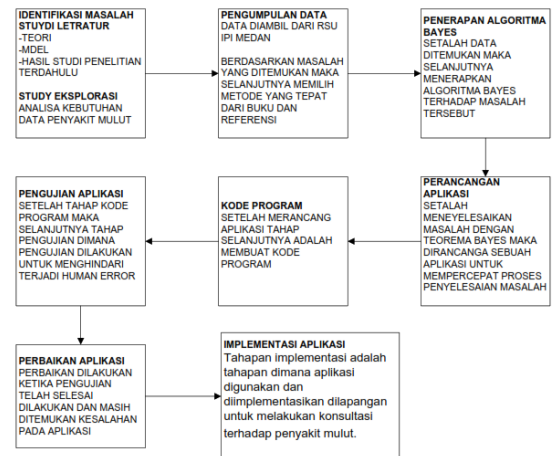 IDENTIFIKASI MASALAH
STUYDI LETRATUR
-TEORI
-MDEL
-HASIL STUDI PENELITIAN
TERDAHULU
STUDY EKSPLORASI
ANALISA KEBUTUHAN
DATA PENYAKIT MULUT
PENGUMPULAN DATA
DATA DIAMBIL DARI RSU
IPI MEDAN
BERDASARKAN MASALAH
YANG DITEMUKAN MAKA
SELANJUTNYA MEMILIH
METODE YANG TEPAT
DARI BUKU DAN
REFERENSI
PENERAPAN ALGORITMA
BAYES
SETALAH DATA
DITEMUKAN MAKA
SELANJUTNYA
MENERAPKAN
ALGORITMA BAYES
TERHADAP MASALAH
TERSEBUT
PERANCANGAN
APLIKASI
SETALAH
MENEYELESAIKAN
MASALAH DENGAN
TEOREMA BAYES MAKA
DIRANCANGA SEBUAH
APLIKASI UNTUK
MEMPERCEPAT PROSES
PENYELESAIAN MASALAH
KODE PROGRAM
SETELAH MERANCANG
APLIKASI TAHAP
SELANJUTNYA ADALAH
MEMBUAT KODE
PROGRAM
PENGUJIAN APLIKASI
SETELAH TAHAP KODE
PROGRAM MAKA
SELANJUTNYA TAHAP
PENGUJIAN DIMANA
PENGUJIAN DILAKUKAN
UNTUK MENGHINDARI
TERJADI HUMAN ERROR
PERBAIKAN APLIKASI
PERBAIKAN DILAKUKAN
KETIKA PENGUJIAN
TELAH SELESAI
DILAKUKAN DAN MASIH
DITEMUKAN KESALAHAN
PADA APLIKASI
IMPLEMENTASI APLIKASI
Tahapan implementasi adalah
tahapan dimana aplikasi
digunakan dan
diimplementasikan dilapangan
untuk melakukan konsultasi
terhadap penyakit mulut.